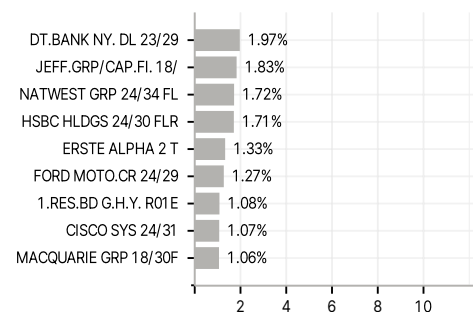 DT.BANK NY. DL 23/29 1.97%
JEFF.GRP/CAP.FI. 18/ 1.83%
NATWEST GRP 24/34 FL 1.72%
HSBC HLDGS 24/30 FLR 1.71%
ERSTE ALPHA 2 T 1.33%
FORD MOTO.CR 24/29 1.27%
1.RES.BD G.H.Y. R01E 1.08%
CISCO SYS 24/31 1.07%
MACQUARIE GRP 18/30F 1.06%
2 4 6 8 10